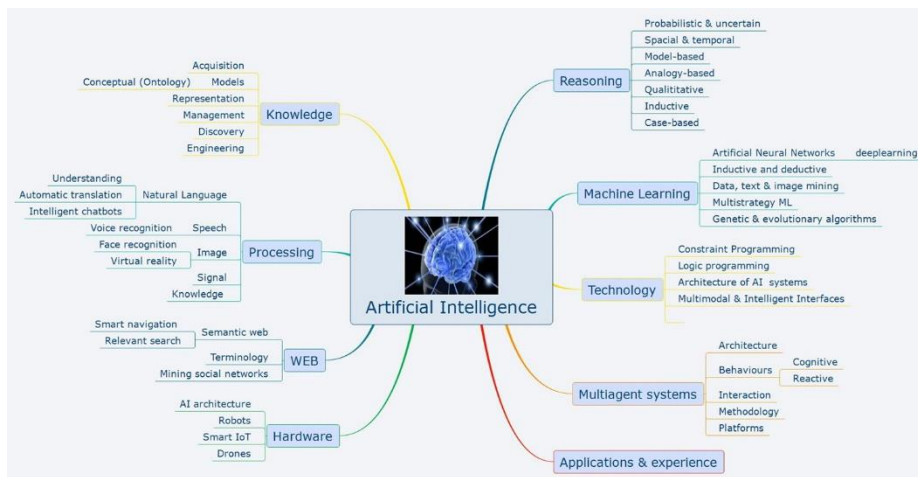 Artificial Intelligence
Knowledge
Acquisition
Conceptual (Ontology) Models
Representation
Management
Discovery
Engineering
Processing
Understanding
Automatic translation Natural Language
Intelligent chatbots
Voice recognition Speech
Face recognition
Image
Virtual reality
Signal
Knowledge
WEB
Smart navigation
Semantic web
Relevant search
Terminology
Mining social networks
Hardware
AI architecture
Robots
Smart IoT
Drones
Reasoning
Probabilistic & uncertain
Spacial & temporal
Model-based
Analogy-based
Qualititative
Inductive
Case-based
Machine Learning
Artificial Neural Networks deeplearning
Inductive and deductive
Data, text & image mining
Multistrategy ML
Genetic & evolutionary algorithms
Technology
Constraint Programming
Logic programming
Architecture of AI systems
Multimodal & Intelligent Interfaces
Multiagent systems
Architecture
Behaviours
Cognitive
Reactive
Interaction
Methodology
Platforms
Applications & experience